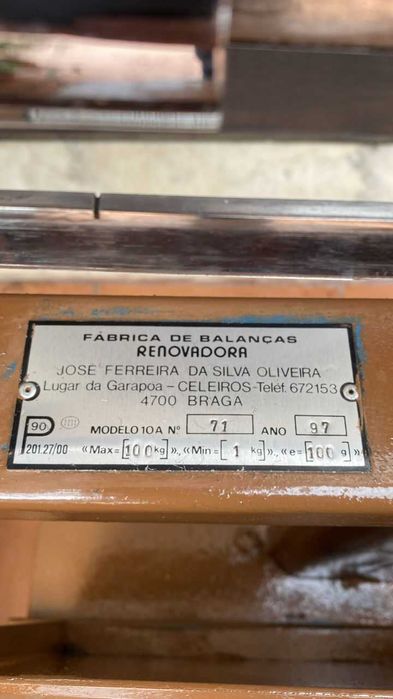 FÁBRICA DE BALANÇAS
RENOVADORA
JOSÉ FERREIRA DA SILVA OLIVEIRA
Lugar da Garapoa – CELEIROS-Teléf. 672153
4700 BRAGA
D 90 MODELO 10 A Nº 71 ANO 97
201.27/00 «Max=[100 kg]», «Min=[1 kg]», «e=[100 g]»